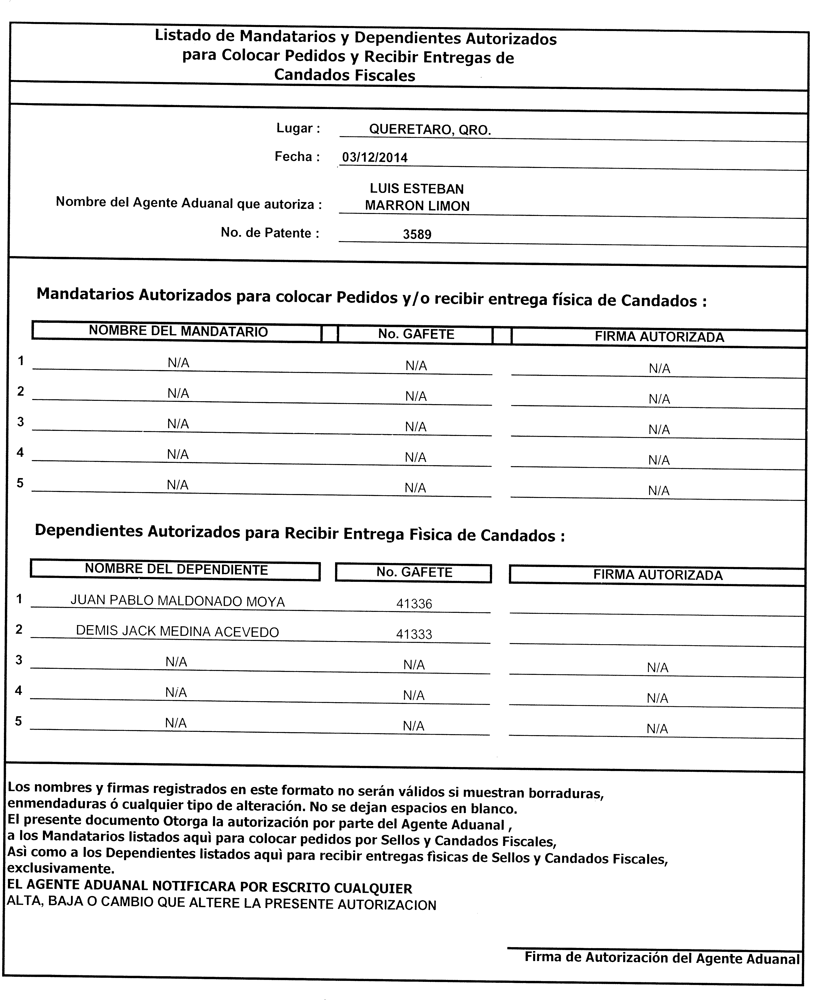 Listado de Mandatarios y Dependientes Autorizados
para Colocar Pedidos y Recibir Entregas de
Candados Fiscales
Lugar : QUERETARO, QRO.
Fecha : 03/12/2014
LUIS ESTEBAN
Nombre del Agente Aduanal que autoriza : MARRON LIMON
No. de Patente : 3589
Mandatarios Autorizados para colocar Pedidos y/o recibir entrega física de Candados :
NOMBRE DEL MANDATARIO No. GAFETE FIRMA AUTORIZADA
1 N/A N/A N/A
2 N/A N/A N/A
3 N/A N/A N/A
4 N/A N/A N/A
5 N/A N/A N/A
Dependientes Autorizados para Recibir Entrega Fìsica de Candados :
NOMBRE DEL DEPENDIENTE No. GAFETE FIRMA AUTORIZADA
1 JUAN PABLO MALDONADO MOYA 41336
2 DEMIS JACK MEDINA ACEVEDO 41333
3 N/A N/A N/A
4 N/A N/A N/A
5 N/A N/A N/A
Los nombres y firmas registrados en este formato no serán válidos si muestran borraduras,
enmendaduras ó cualquier tipo de alteración. No se dejan espacios en blanco.
El presente documento Otorga la autorización por parte del Agente Aduanal ,
a los Mandatarios listados aquì para colocar pedidos por Sellos y Candados Fiscales,
Asì como a los Dependientes listados aquì para recibir entregas fìsicas de Sellos y Candados Fiscales,
exclusivamente.
EL AGENTE ADUANAL NOTIFICARA POR ESCRITO CUALQUIER
ALTA, BAJA O CAMBIO QUE ALTERE LA PRESENTE AUTORIZACION
Firma de Autorización del Agente Aduanal